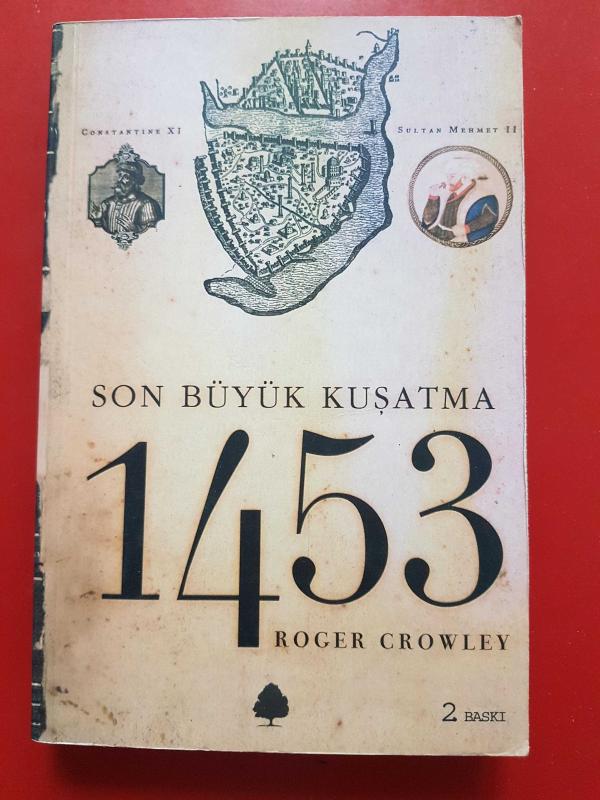 CONSTANTINE XI
SULTAN MEHMET II
SON BÜYÜK KUŞATMA
1453
ROGER CROWLEY
2. BASKI